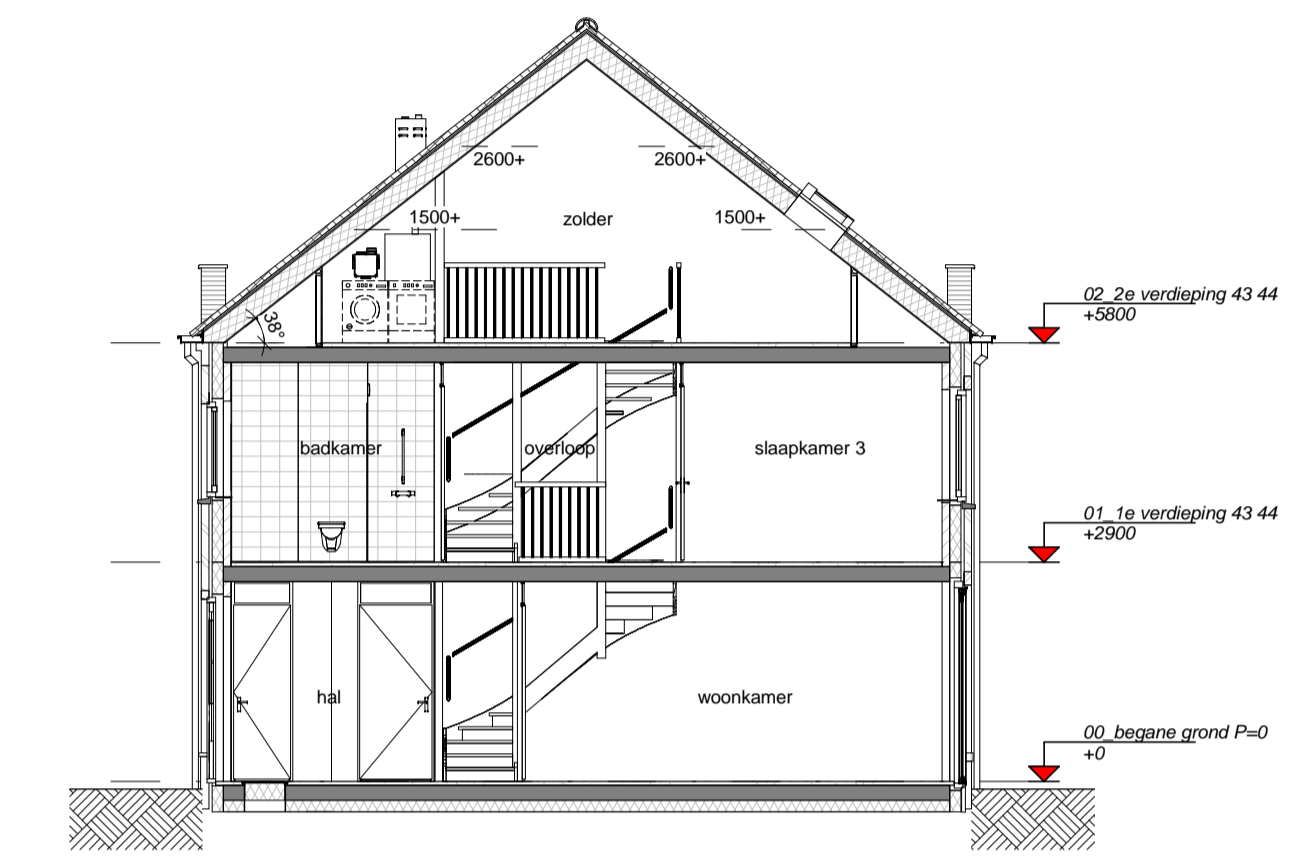 2600+ 2600+
1500+ zolder 1500+
02_2e verdieping 43 44
+5800
38°
badkamer overloop slaapkamer 3
01_1e verdieping 43 44
+2900
hal woonkamer
00_begane grond P=0
+0